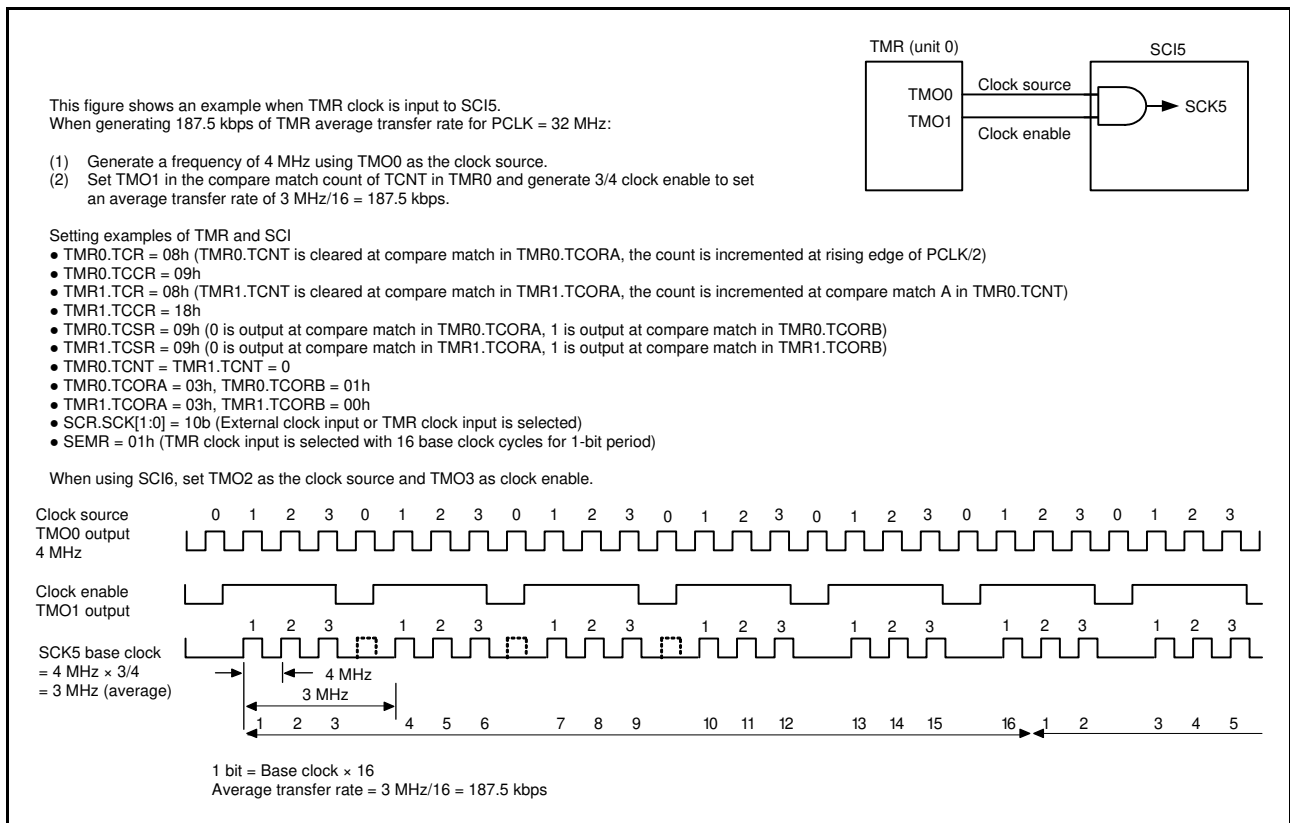 TMR (unit 0)
SCI5
TMO0
TMO1
Clock source
Clock enable
SCK5
This figure shows an example when TMR clock is input to SCI5.
When generating 187.5 kbps of TMR average transfer rate for PCLK = 32 MHz:
(1) Generate a frequency of 4 MHz using TMO0 as the clock source.
(2) Set TMO1 in the compare match count of TCNT in TMR0 and generate 3/4 clock enable to set
an average transfer rate of 3 MHz/16 = 187.5 kbps.
Setting examples of TMR and SCI
● TMR0.TCR = 08h (TMR0.TCNT is cleared at compare match in TMR0.TCORA, the count is incremented at rising edge of PCLK/2)
● TMR0.TCCR = 09h
● TMR1.TCR = 08h (TMR1.TCNT is cleared at compare match in TMR1.TCORA, the count is incremented at compare match A in TMR0.TCNT)
● TMR1.TCCR = 18h
● TMR0.TCSR = 09h (0 is output at compare match in TMR0.TCORA, 1 is output at compare match in TMR0.TCORB)
● TMR1.TCSR = 09h (0 is output at compare match in TMR1.TCORA, 1 is output at compare match in TMR1.TCORB)
● TMR0.TCNT = TMR1.TCNT = 0
● TMR0.TCORA = 03h, TMR0.TCORB = 01h
● TMR1.TCORA = 03h, TMR1.TCORB = 00h
● SCR.SCK[1:0] = 10b (External clock input or TMR clock input is selected)
● SEMR = 01h (TMR clock input is selected with 16 base clock cycles for 1-bit period)
When using SCI6, set TMO2 as the clock source and TMO3 as clock enable.
Clock source
TMO0 output
4 MHz
0 1 2 3 0 1 2 3 0 1 2 3 0 1 2 3 0 1 2 3 0 1 2 3 0 1 2 3
Clock enable
TMO1 output
1 2 3 1 2 3 1 2 3 1 2 3 1 2 3 1 2 3 1 2 3
SCK5 base clock
= 4 MHz × 3/4
= 3 MHz (average)
4 MHz
3 MHz
1 2 3 4 5 6 7 8 9 10 11 12 13 14 15 16 1 2 3 4 5
1 bit = Base clock × 16
Average transfer rate = 3 MHz/16 = 187.5 kbps